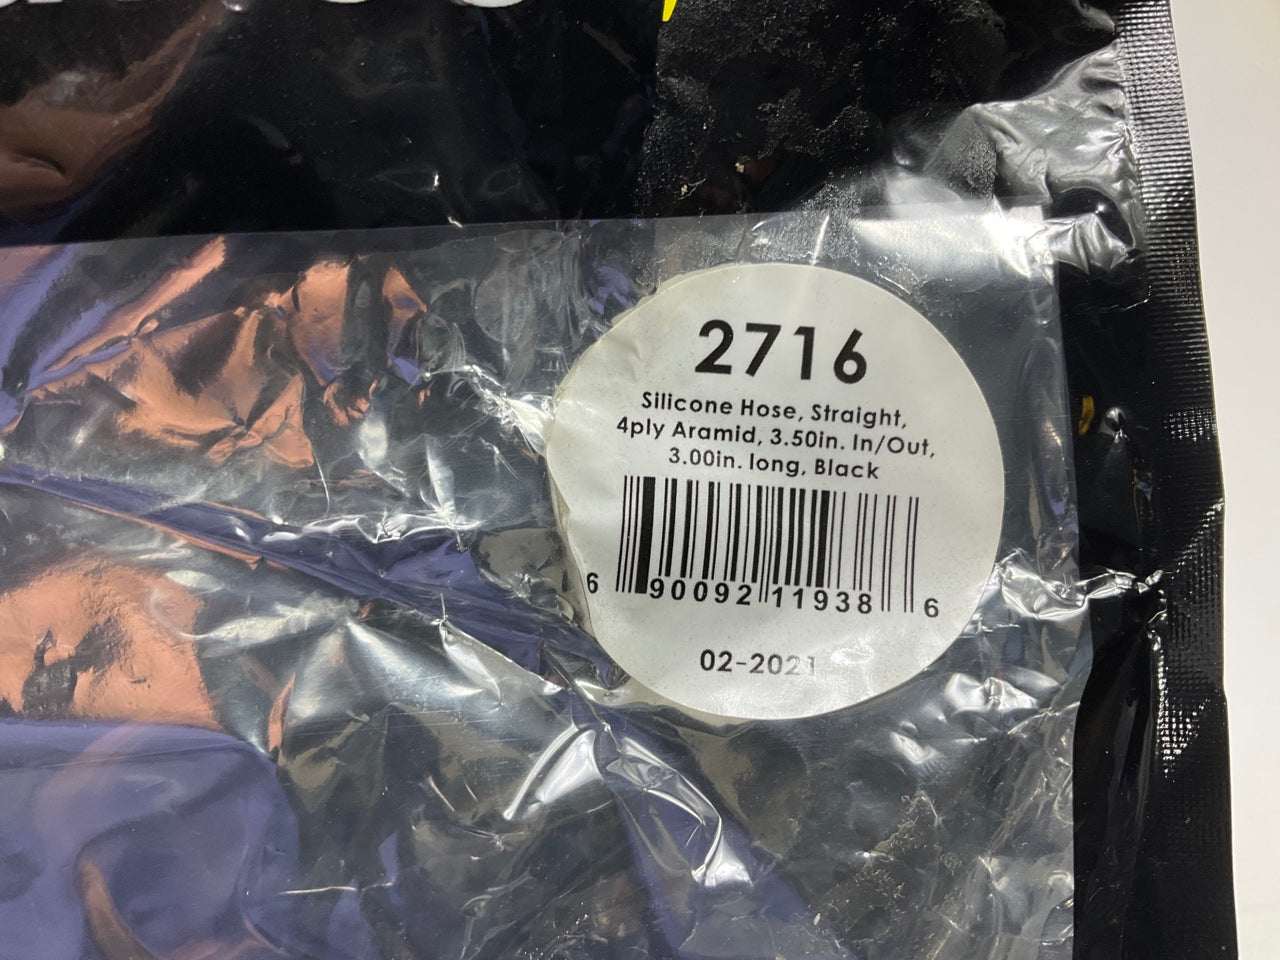 2716
Silicone Hose, Straight,
4ply Aramid, 3.50in. In/Out,
3.00in. long, Black
6 90092 11938 6
02-2021